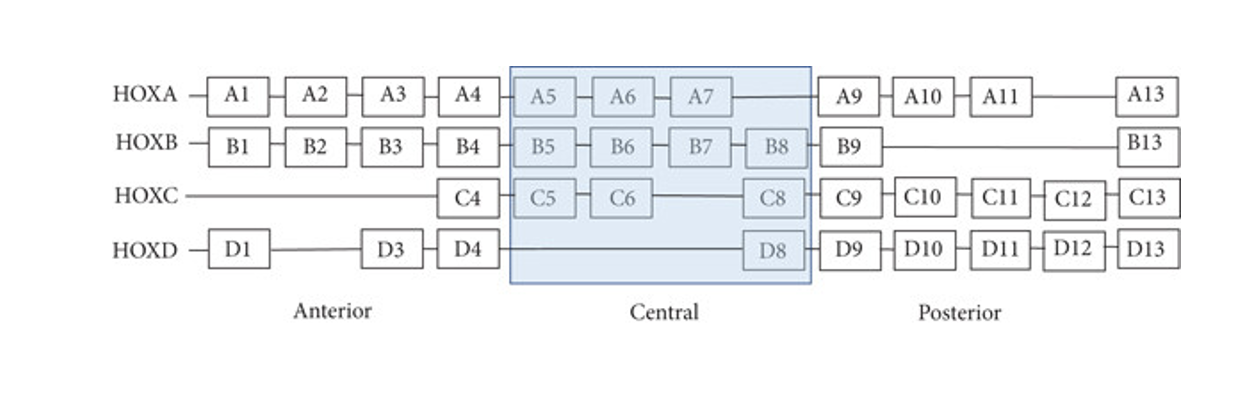 HOXA A1 A2 A3 A4 A5 A6 A7 A9 A10 A11 A13
HOXB B1 B2 B3 B4 B5 B6 B7 B8 B9 B13
HOXC C4 C5 C6 C8 C9 C10 C11 C12 C13
HOXD D1 D3 D4 D8 D9 D10 D11 D12 D13
Anterior Central Posterior